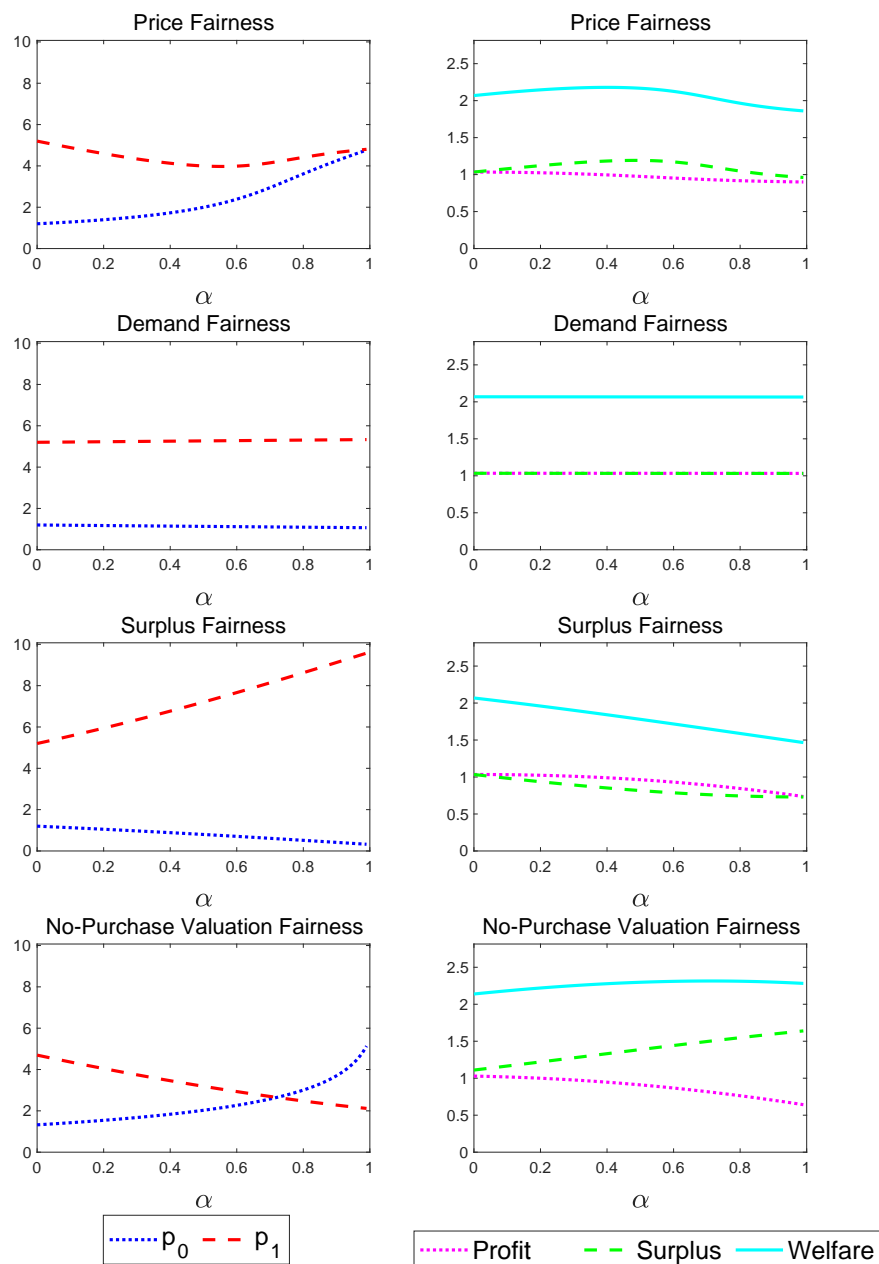 Price Fairness
10
8
6
4
2
0
0 0.2 0.4 0.6 0.8 1
α
Price Fairness
2.5
2
1.5
1
0.5
0
0 0.2 0.4 0.6 0.8 1
α
Demand Fairness
10
8
6
4
2
0
0 0.2 0.4 0.6 0.8 1
α
Demand Fairness
2.5
2
1.5
1
0.5
0
0 0.2 0.4 0.6 0.8 1
α
Surplus Fairness
10
8
6
4
2
0
0 0.2 0.4 0.6 0.8 1
α
Surplus Fairness
2.5
2
1.5
1
0.5
0
0 0.2 0.4 0.6 0.8 1
α
No-Purchase Valuation Fairness
10
8
6
4
2
0
0 0.2 0.4 0.6 0.8 1
α
No-Purchase Valuation Fairness
2.5
2
1.5
1
0.5
0
0 0.2 0.4 0.6 0.8 1
α
p₀ p₁
Profit Surplus Welfare